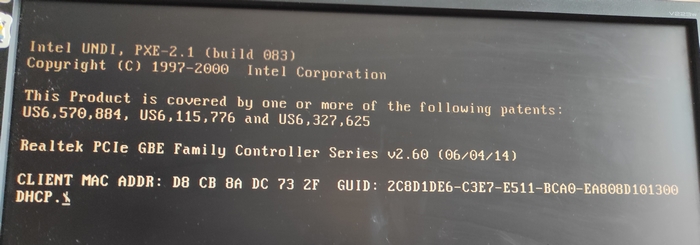 Intel UNDI, PXE-2.1 (build 083)
Copyright (C) 1997-2000  Intel Corporation
This Product is covered by one or more of the following patents:
US6,570,884, US6,115,776 and US6,327,625
Realtek PCIe GBE Family Controller Series v2.60 (06/04/14)
CLIENT MAC ADDR: D8 CB 8A DC 73 2F  GUID: 2C8D1DE6-C3E7-E511-BCA0-EA808D101300
DHCP.\